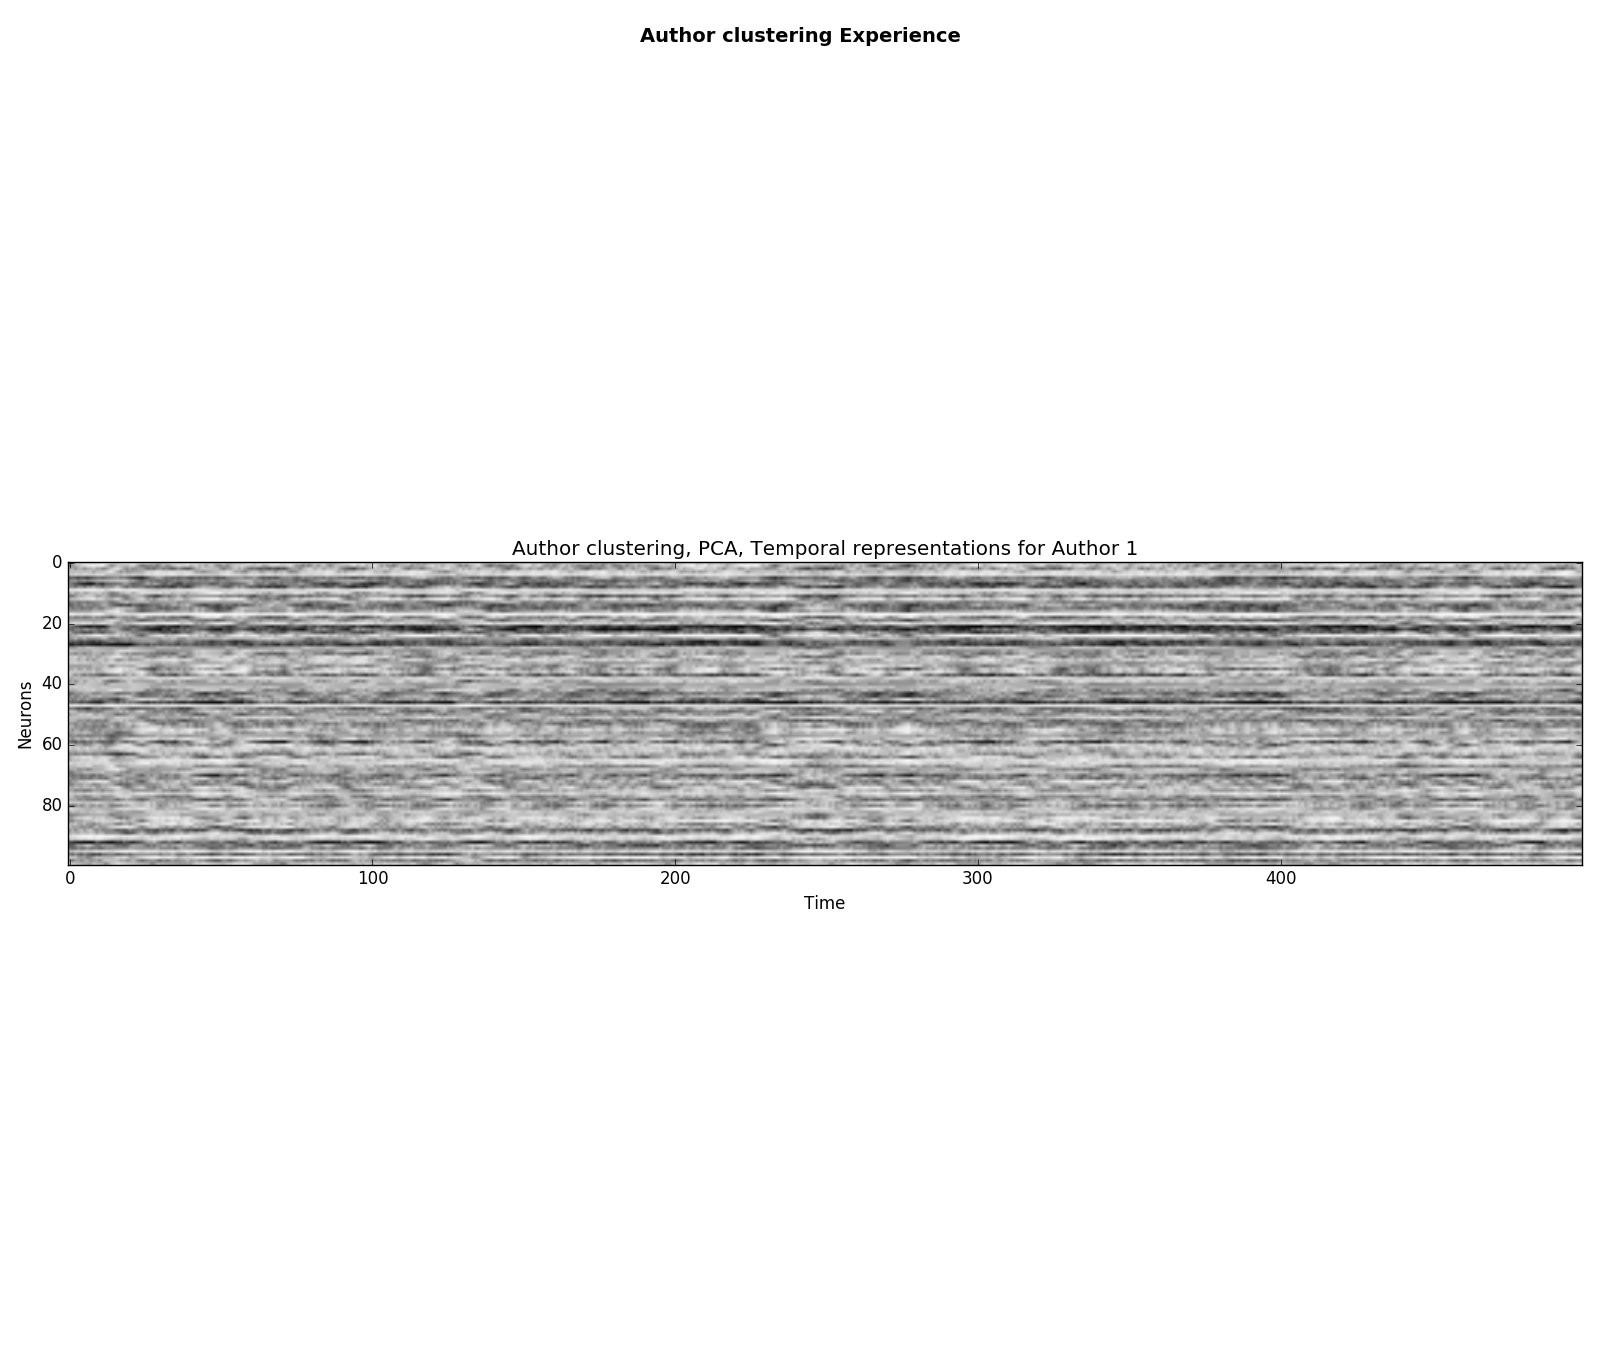 Author clustering Experience
Author clustering, PCA, Temporal representations for Author 1
0
20
40
60
80
Neurons
0 100 200 300 400
Time